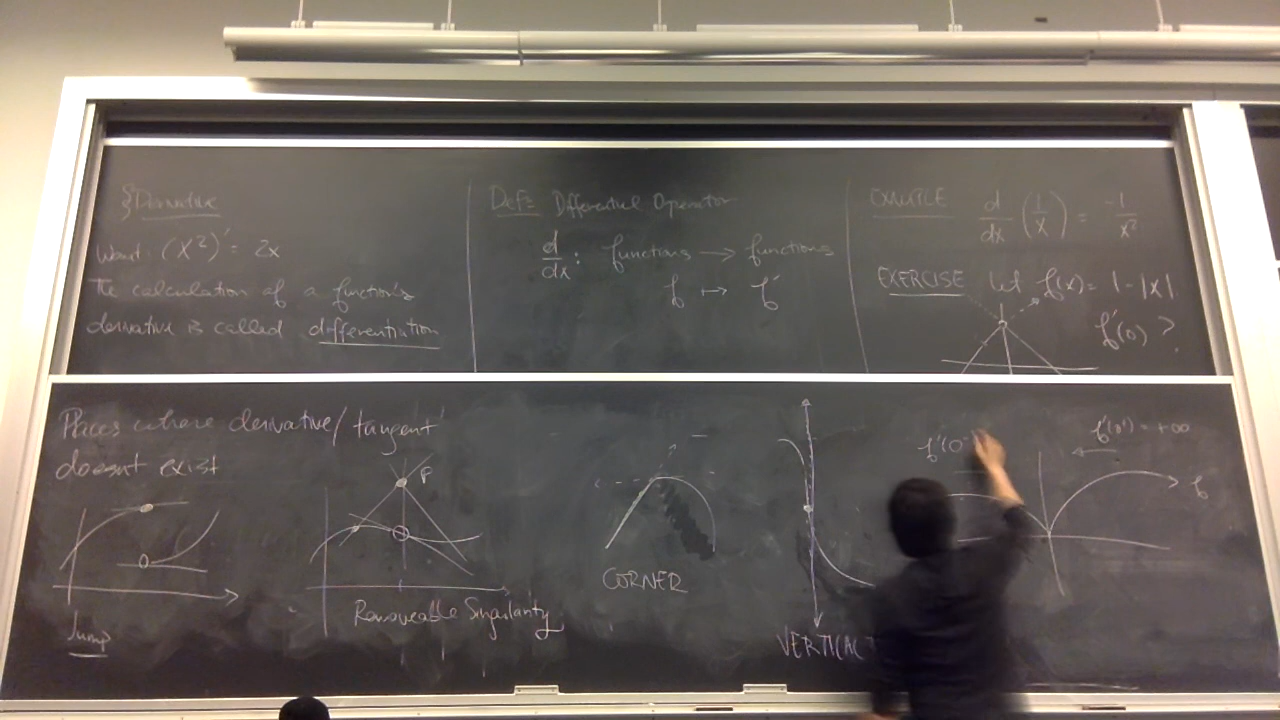 § Derivative
Want: (x²)' = 2x
The calculation of a function's
derivative is called differentiation
Def: Differential Operator
d/dx : functions → functions
f ↦ f'
EXAMPLE d/dx (1/x) = -1/x²
EXERCISE Let f(x) = 1 - |x|
f'(0) ?
Places where derivative/tangent
doesn't exist
Jump
P
Removeable Singularity
CORNER
VERTICAL
f'(0⁻
f'(0⁺) = +∞
f